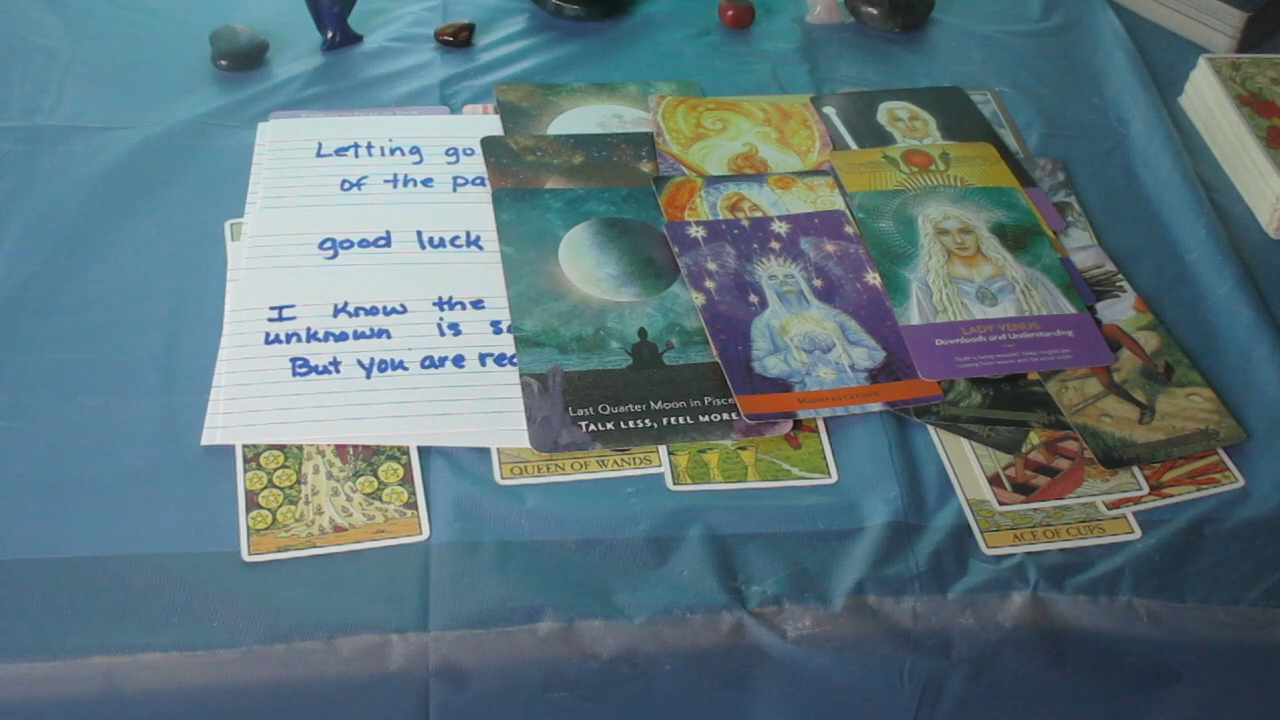 Letting go
of the pa
good luck
I know the
unknown is s
But you are rec
Last Quarter Moon in Pisce
TALK LESS, FEEL MORE
MANIFESTATION
LADY VENUS
Downloads and Understanding
QUEEN OF WANDS
ACE OF CUPS